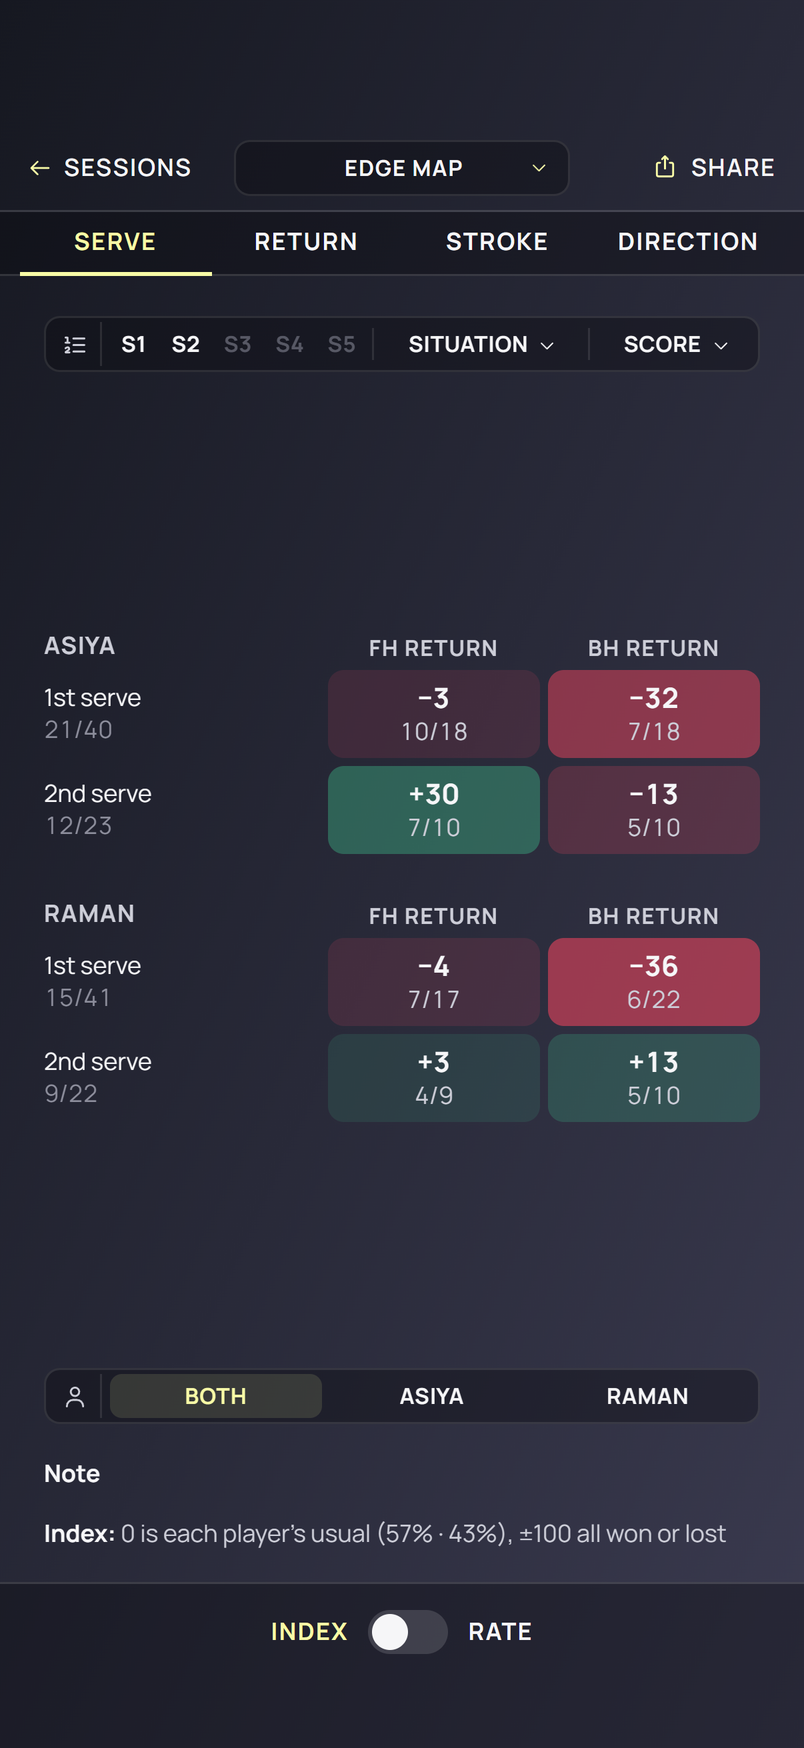 SESSIONS
EDGE MAP
SHARE
SERVE RETURN STROKE DIRECTION
S1 S2 S3 S4 S5 SITUATION SCORE
ASIYA FH RETURN BH RETURN
1st serve −3 −32
21/40 10/18 7/18
2nd serve +30 −13
12/23 7/10 5/10
RAMAN FH RETURN BH RETURN
1st serve −4 −36
15/41 7/17 6/22
2nd serve +3 +13
9/22 4/9 5/10
BOTH ASIYA RAMAN
Note
Index: 0 is each player’s usual (57% · 43%), ±100 all won or lost
INDEX RATE